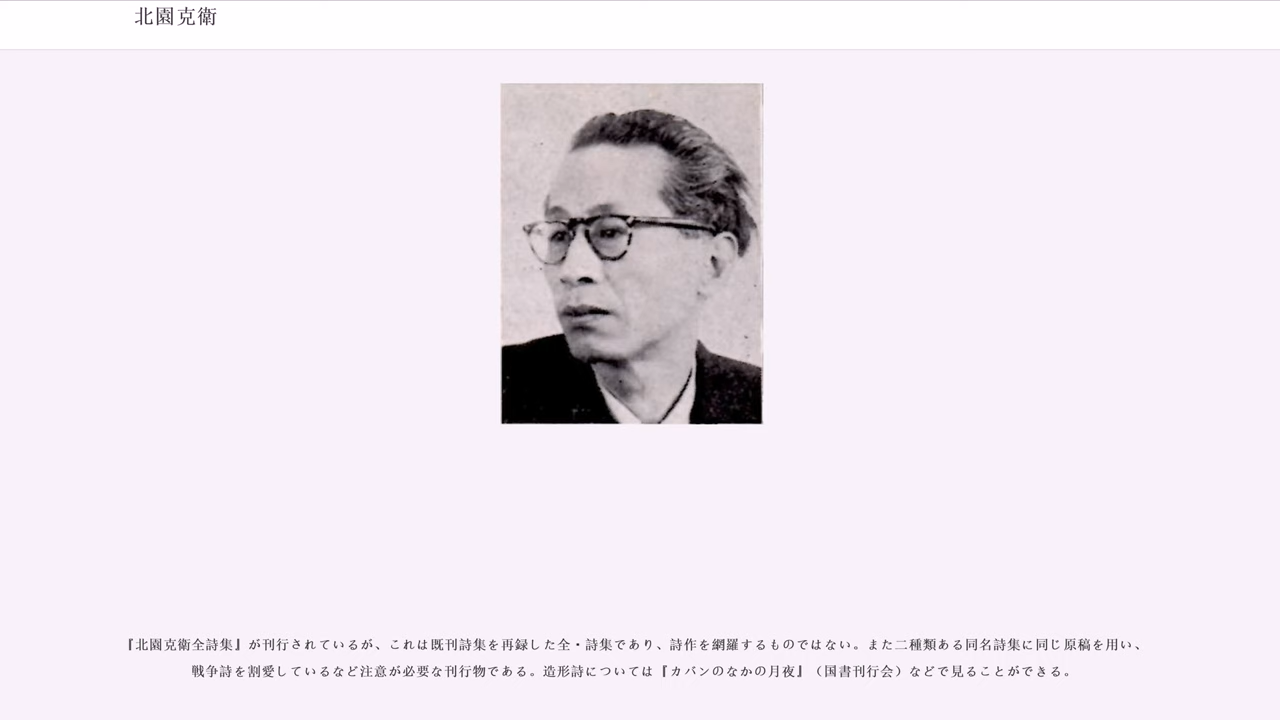 北園克衛
『北園克衛全詩集』が刊行されているが、これは既刊詩集を再録した全・詩集であり、詩作を網羅するものではない。また二種類ある同名詩集に同じ原稿を用い、
戦争詩を割愛しているなど注意が必要な刊行物である。造形詩については『カバンのなかの月夜』（国書刊行会）などで見ることができる。